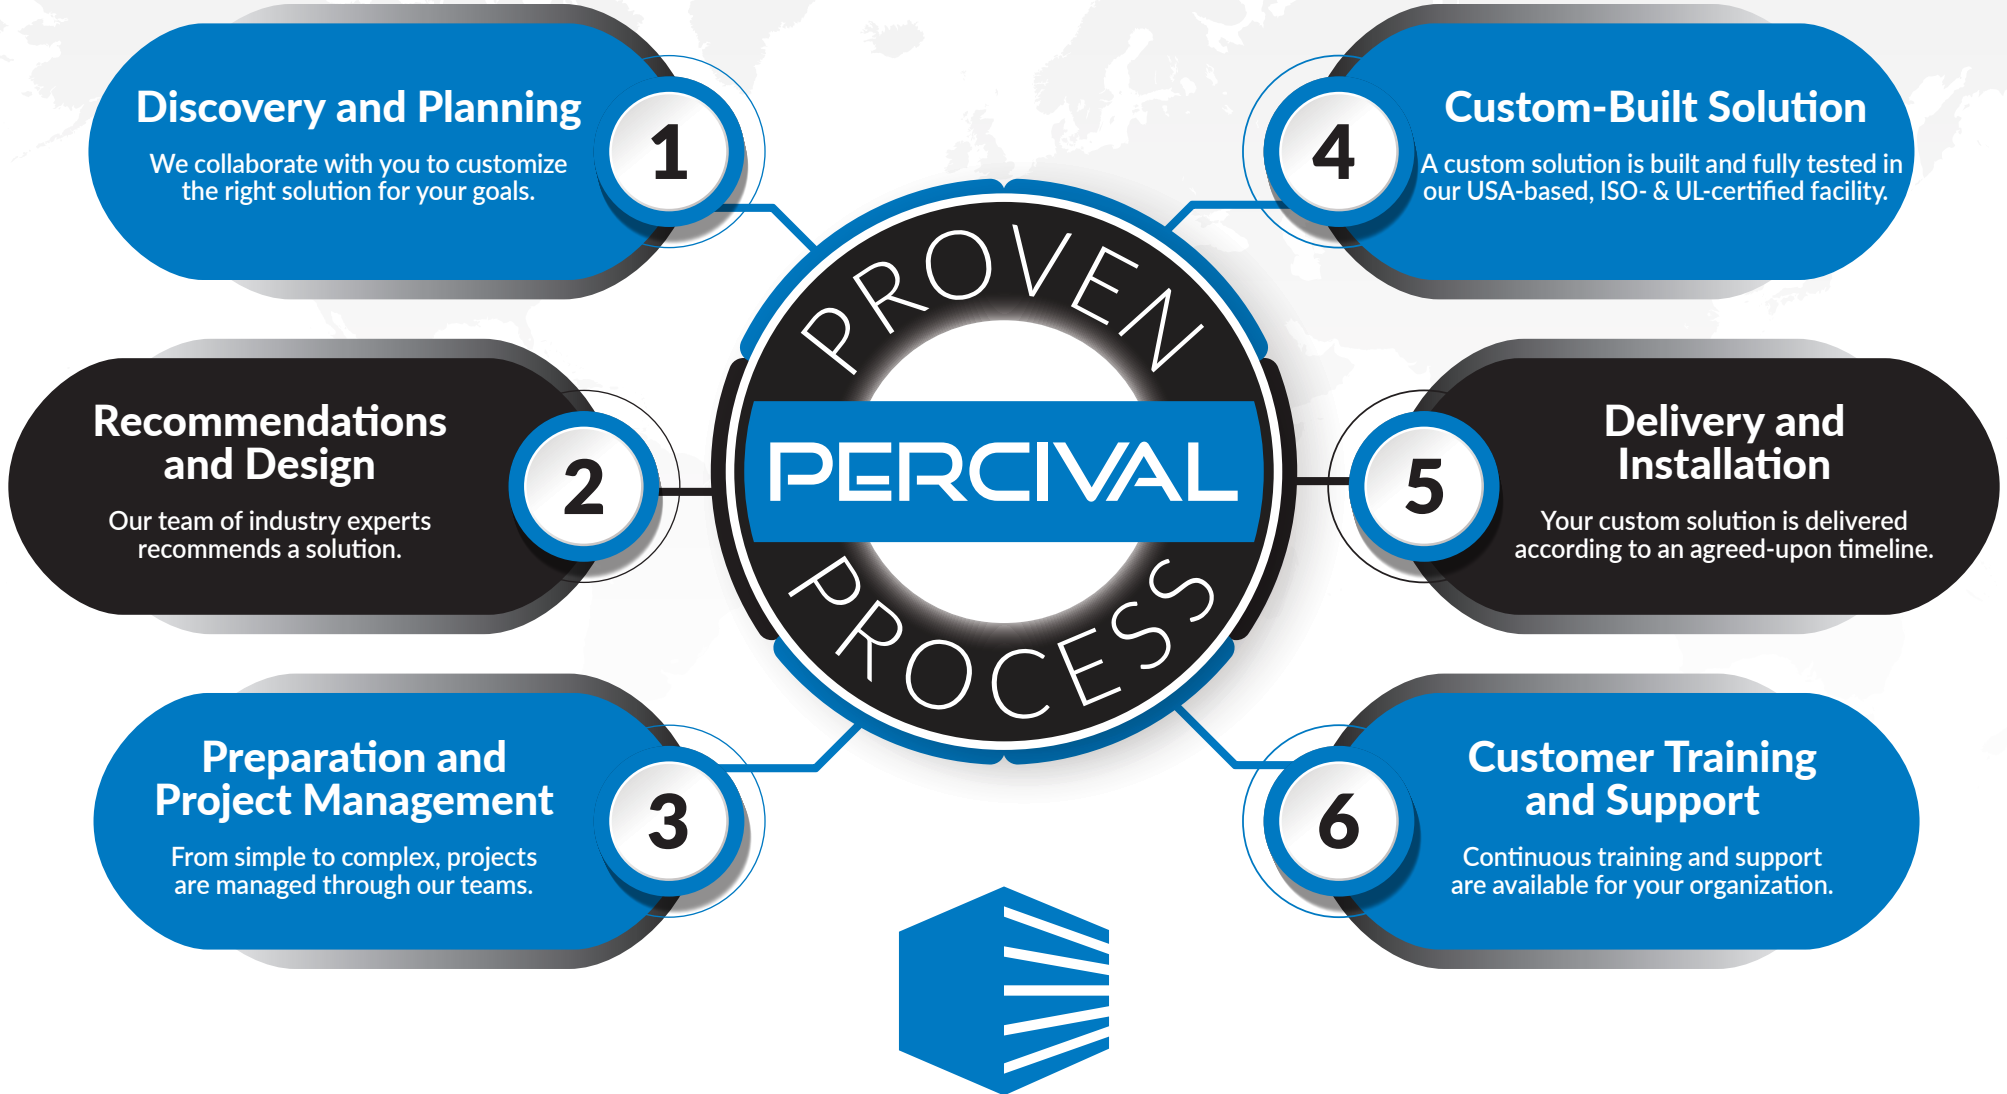 Discovery and Planning
We collaborate with you to customize
the right solution for your goals.
1
Recommendations
and Design
Our team of industry experts
recommends a solution.
2
Preparation and
Project Management
From simple to complex, projects
are managed through our teams.
3
PROVEN
PERCIVAL
PROCESS
4
Custom-Built Solution
A custom solution is built and fully tested in
our USA-based, ISO- & UL-certified facility.
5
Delivery and
Installation
Your custom solution is delivered
according to an agreed-upon timeline.
6
Customer Training
and Support
Continuous training and support
are available for your organization.